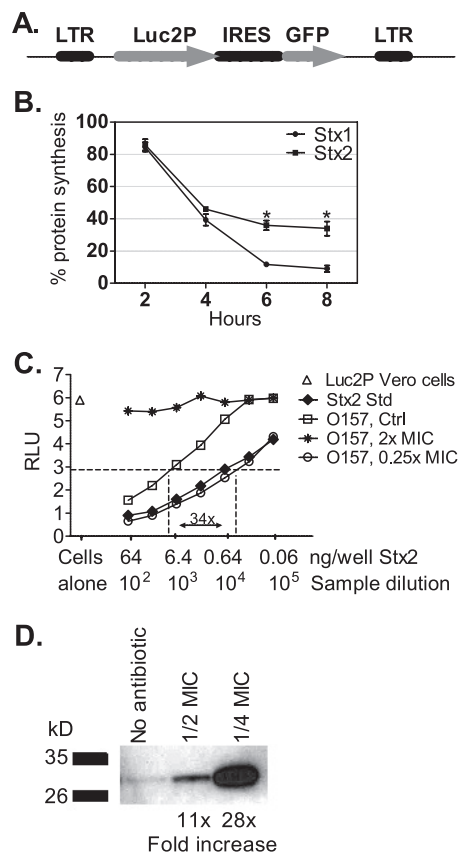 A.
LTR Luc2P IRES GFP LTR
B.
100
80
60
40
20
0
% protein synthesis
Stx1
Stx2
* *
2 4 6 8
Hours
C.
7
6
5
4
3
2
1
0
RLU
Luc2P Vero cells
Stx2 Std
O157, Ctrl
O157, 2x MIC
O157, 0.25x MIC
34x
Cells 64 6.4 0.64 0.06 ng/well Stx2
alone 10² 10³ 10⁴ 10⁵ Sample dilution
D.
No antibiotic
1/2 MIC
1/4 MIC
kD
35
26
11x 28x
Fold increase